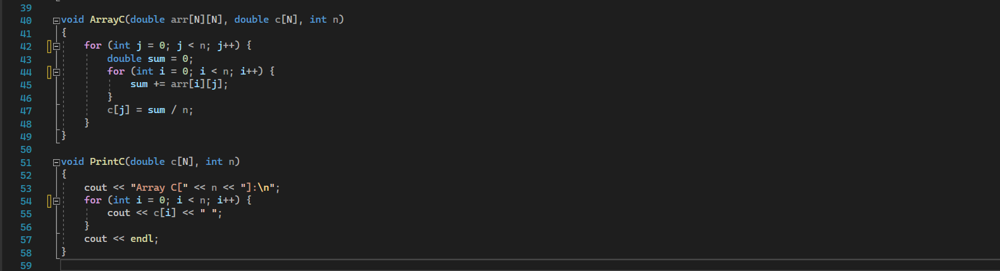 39
40 void ArrayC(double arr[N][N], double c[N], int n)
41 {
42 for (int j = 0; j < n; j++) {
43 double sum = 0;
44 for (int i = 0; i < n; i++) {
45 sum += arr[i][j];
46 }
47 c[j] = sum / n;
48 }
49 }
50
51 void PrintC(double c[N], int n)
52 {
53 cout << "Array C[" << n << "]:\n";
54 for (int i = 0; i < n; i++) {
55 cout << c[i] << " ";
56 }
57 cout << endl;
58 }
59